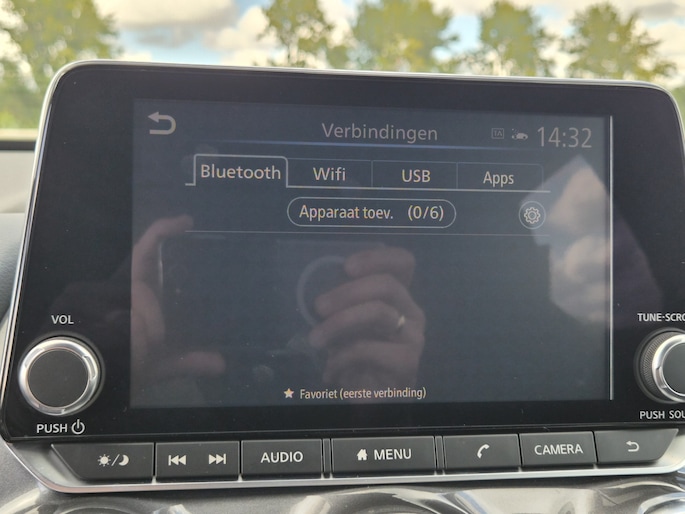 Verbindingen TA 14:32
Bluetooth Wifi USB Apps
Apparaat toev. (0/6)
★ Favoriet (eerste verbinding)
VOL
PUSH
TUNE-SCRO
PUSH SOU
AUDIO MENU CAMERA